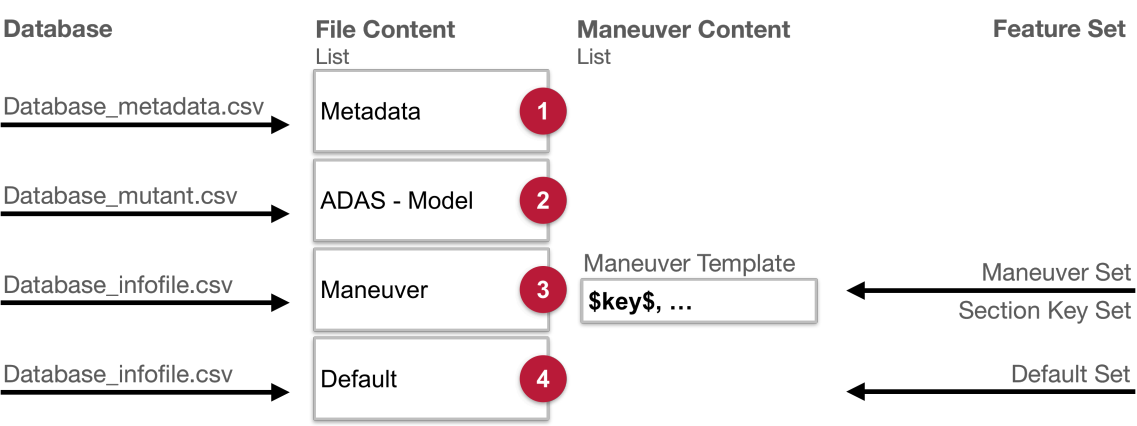 Database
File Content
Maneuver Content
Feature Set
List
List
Database_metadata.csv
Metadata
1
Database_mutant.csv
ADAS - Model
2
Maneuver Template
Database_infofile.csv
Maneuver
3
$key$, ...
Maneuver Set
Section Key Set
Database_infofile.csv
Default
4
Default Set